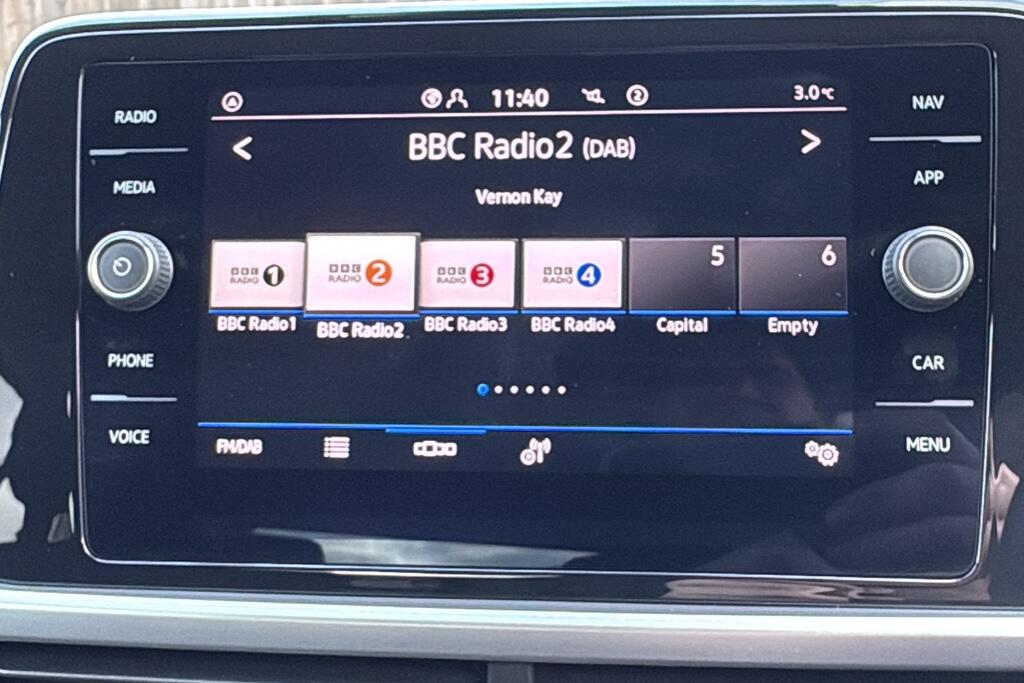 RADIO
MEDIA
PHONE
VOICE
11:40
2
3.0°C
< BBC Radio2 (DAB) >
Vernon Kay
BBC RADIO 1
BBC RADIO 2
BBC RADIO 3
BBC RADIO 4
5
6
BBC Radio1
BBC Radio2
BBC Radio3
BBC Radio4
Capital
Empty
FM/DAB
NAV
APP
CAR
MENU